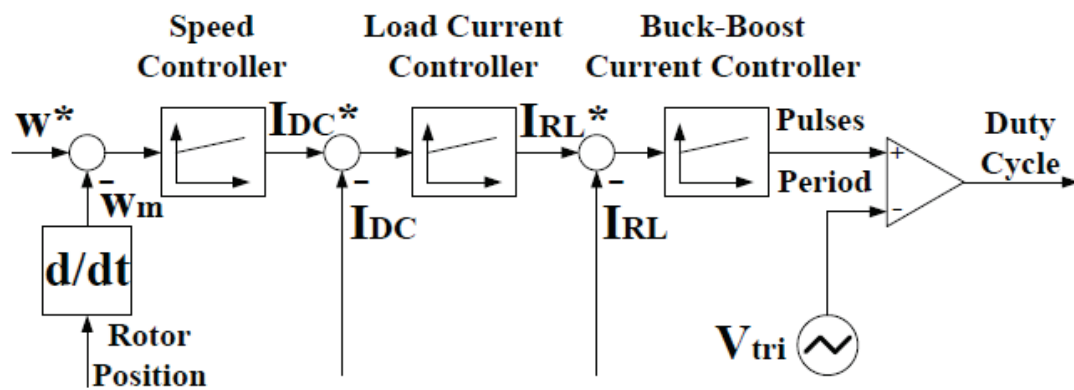 Speed
Controller
Load Current
Controller
Buck-Boost
Current Controller
w*
IDC*
IRL*
Pulses
Period
Duty
Cycle
+
-
-
-
-
wm
IDC
IRL
d/dt
Rotor
Position
Vtri